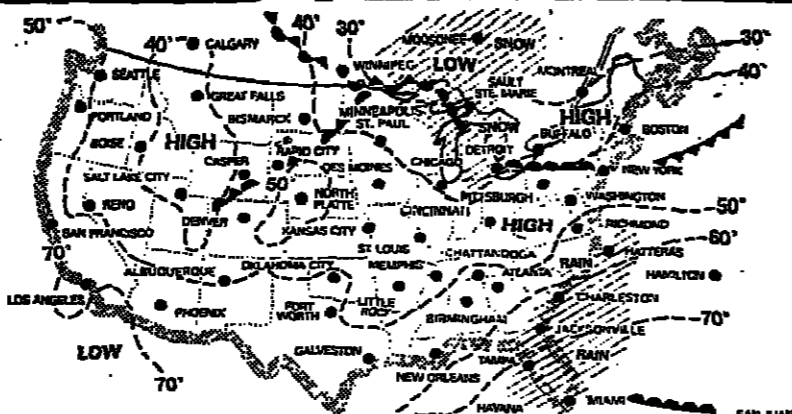 50° 40° CALGARY 40° 30°
MOOSONEE SNOW
WINNIPEG LOW 30°
SEATTLE SAULT STE. MARIE MONTREAL 40°
GREAT FALLS
PORTLAND BISMARCK MINNEAPOLIS ST. PAUL SNOW HIGH
BOISE HIGH BUFFALO BOSTON
RAPID CITY DETROIT
CASPER DES MOINES CHICAGO NEW YORK
SALT LAKE CITY 50 NORTH PLATTE PITTSBURGH WASHINGTON 50°
RENO DENVER CINCINNATI
SAN FRANCISCO KANSAS CITY HIGH RICHMOND
ST. LOUIS 60°
70° CHATTANOOGA HATTERAS
ALBUQUERQUE OKLAHOMA CITY MEMPHIS ATLANTA RAIN HAMILTON
LOS ANGELES CHARLESTON
PHOENIX FORT WORTH LITTLE ROCK BIRMINGHAM
JACKSONVILLE 70°
LOW GALVESTON TAMPA RAIN
70° NEW ORLEANS
HAVANA MIAMI SAN JUAN